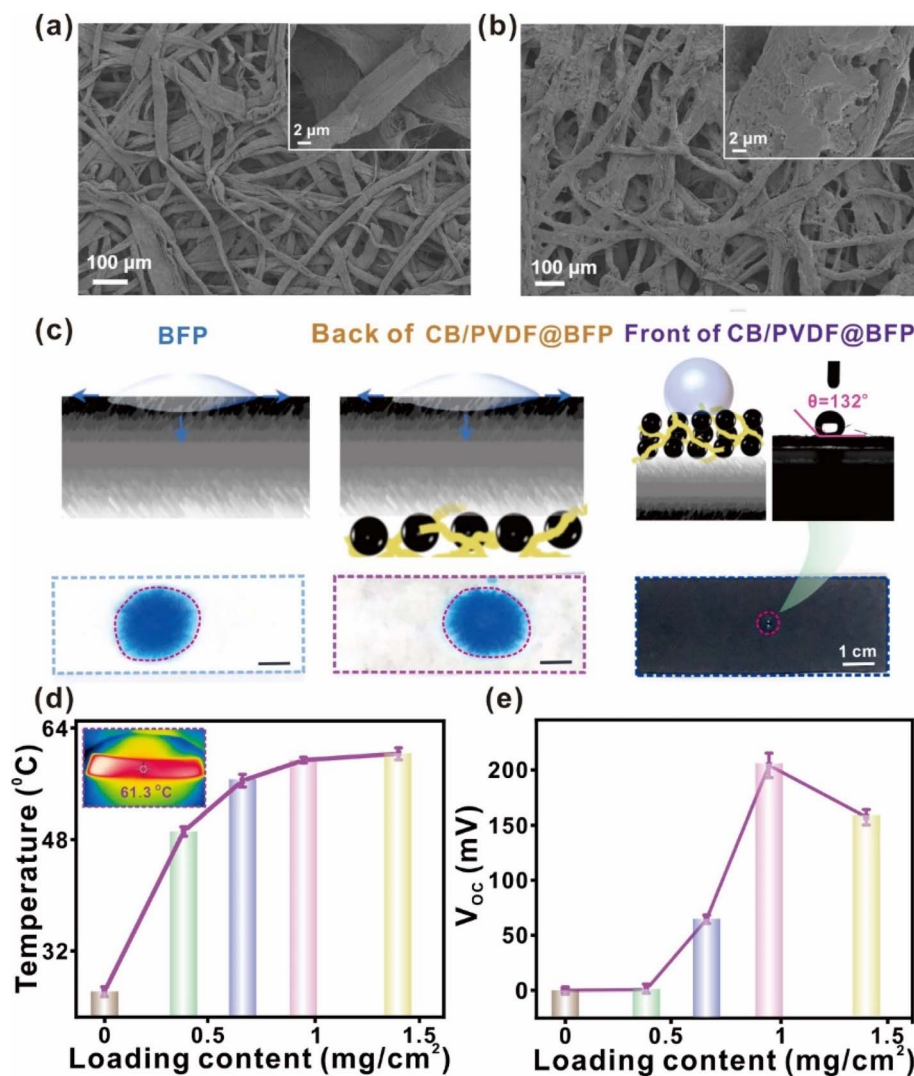 (a)
2 μm
100 μm
(b)
2 μm
100 μm
(c)
BFP
Back of CB/PVDF@BFP
Front of CB/PVDF@BFP
θ=132°
1 cm
(d)
Temperature (⁰C)
64
48
32
61.3 °C
0
0.5
1
1.5
Loading content (mg/cm²)
(e)
V_OC (mV)
200
150
100
50
0
0
0.5
1
1.5
Loading content (mg/cm²)